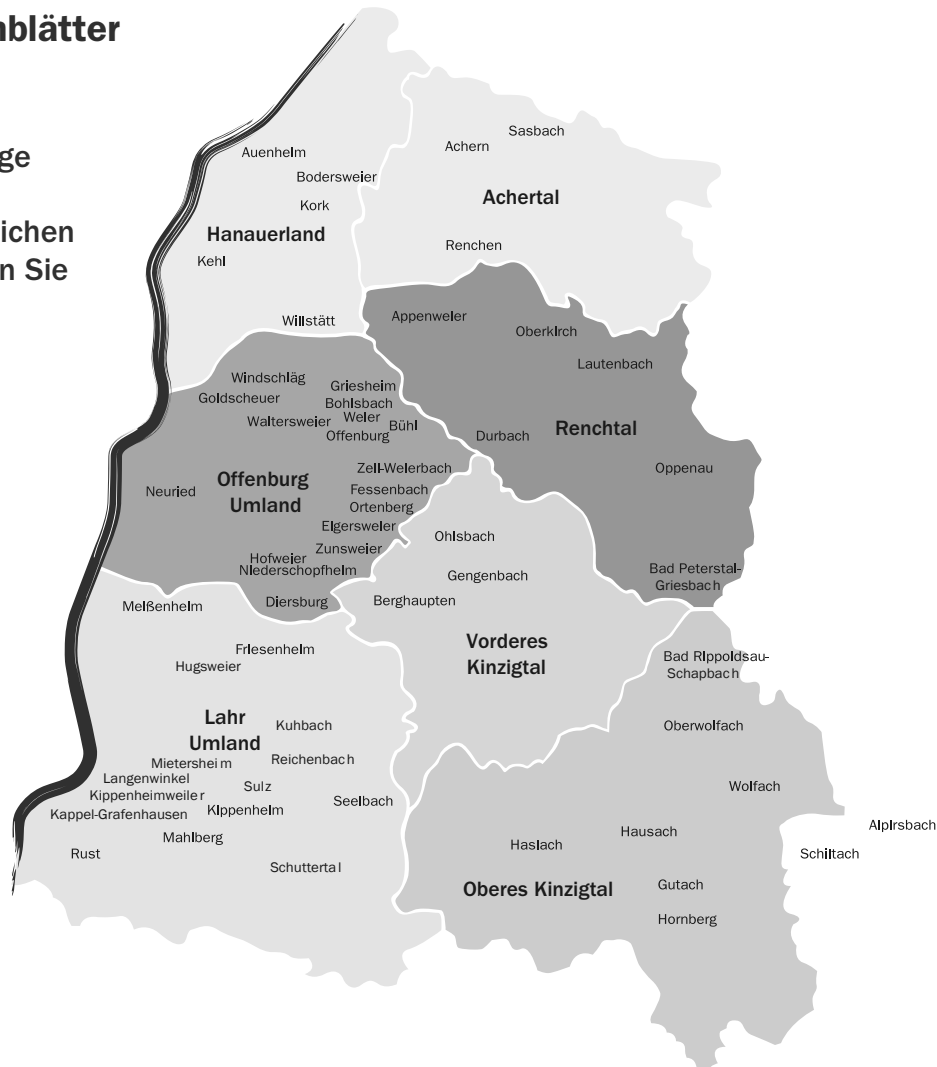 nblätter
ge
ichen
n Sie
Auenheim
Bodersweier
Kork
Hanauerland
Kehl
Willstätt
Sasbach
Achern
Achertal
Renchen
Appenweier
Oberkirch
Lautenbach
Durbach
Renchtal
Oppenau
Bad Peterstal-
Griesbach
Windschläg
Goldscheuer
Griesheim
Bohlsbach
Waltersweier
Weier
Bühl
Offenburg
Zell-Weierbach
Offenburg
Umland
Neuried
Fessenbach
Ortenberg
Elgersweier
Zunsweier
Hofweier
Niederschopfheim
Diersburg
Ohlsbach
Gengenbach
Berghaupten
Vorderes
Kinzigtal
Meißenheim
Friesenheim
Hugsweier
Lahr
Umland
Kuhbach
Mietersheim
Reichenbach
Langenwinkel
Kippenheimweiler
Sulz
Seelbach
Kappel-Grafenhausen
Kippenheim
Mahlberg
Rust
Schuttertal
Bad Rippoldsau-
Schapbach
Oberwolfach
Wolfach
Alpirsbach
Schiltach
Hausach
Haslach
Oberes Kinzigtal
Gutach
Hornberg